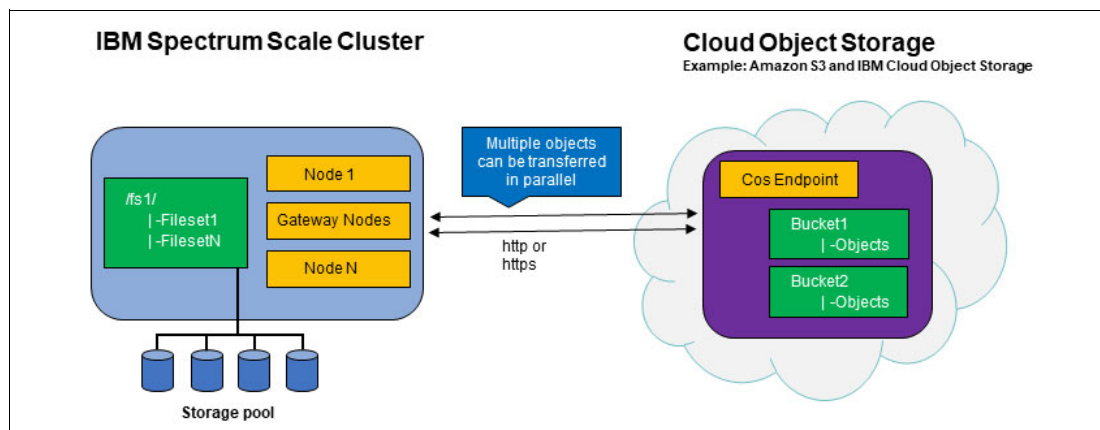 IBM Spectrum Scale Cluster
Cloud Object Storage
Example: Amazon S3 and IBM Cloud Object Storage
/fs1/
| -Fileset1
| -FilesetN
Node 1
Gateway Nodes
Node N
Storage pool
Multiple objects
can be transferred
in parallel
http or
https
Cos Endpoint
Bucket1
| -Objects
Bucket2
| -Objects